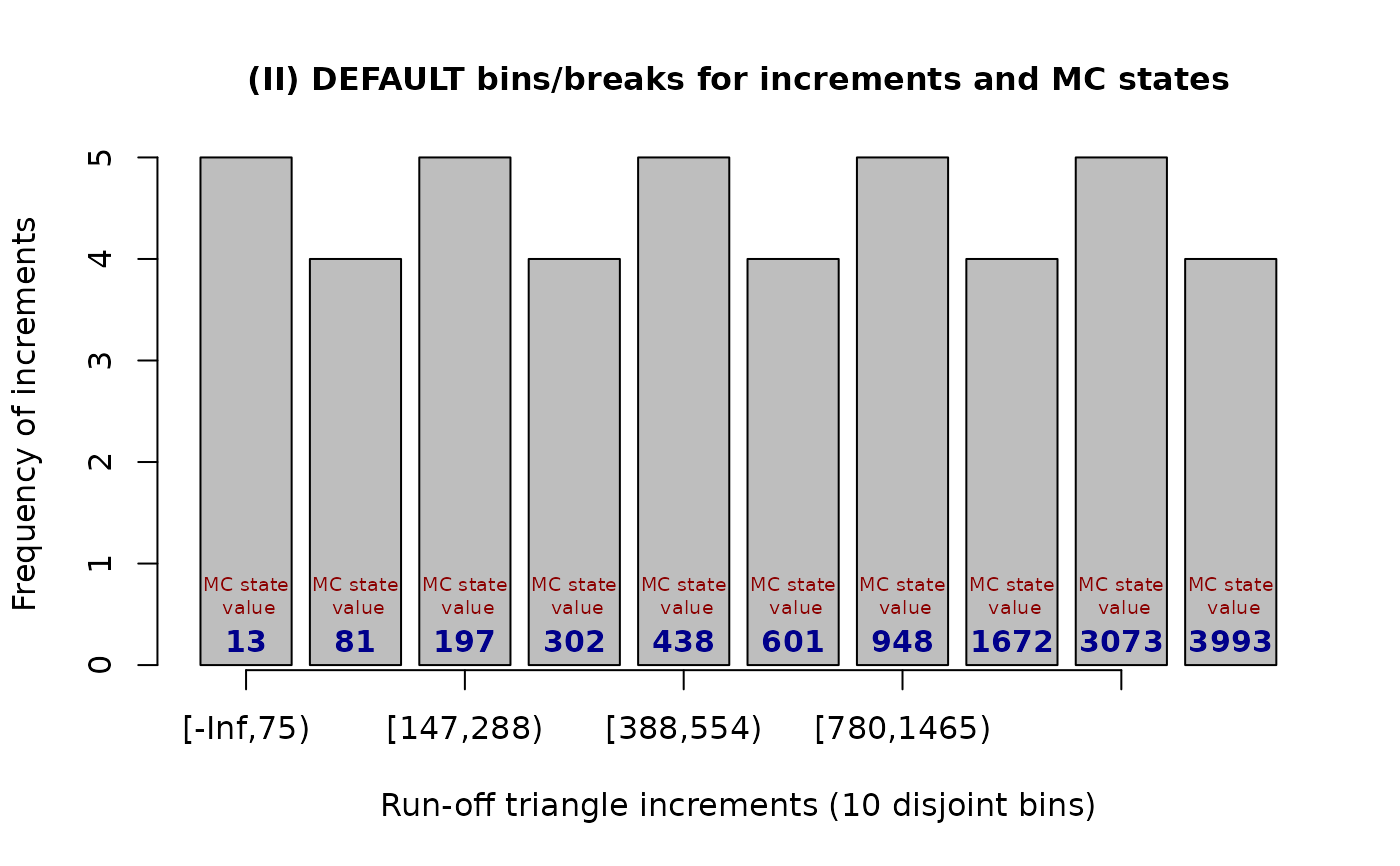 (II) DEFAULT bins/breaks for increments and MC states
Frequency of increments
5
4
3
2
1
0
MC state MC state MC state MC state MC state MC state MC state MC state MC state MC state
value value value value value value value value value value
13 81 197 302 438 601 948 1672 3073 3993
[-Inf,75) [147,288) [388,554) [780,1465)
Run-off triangle increments (10 disjoint bins)